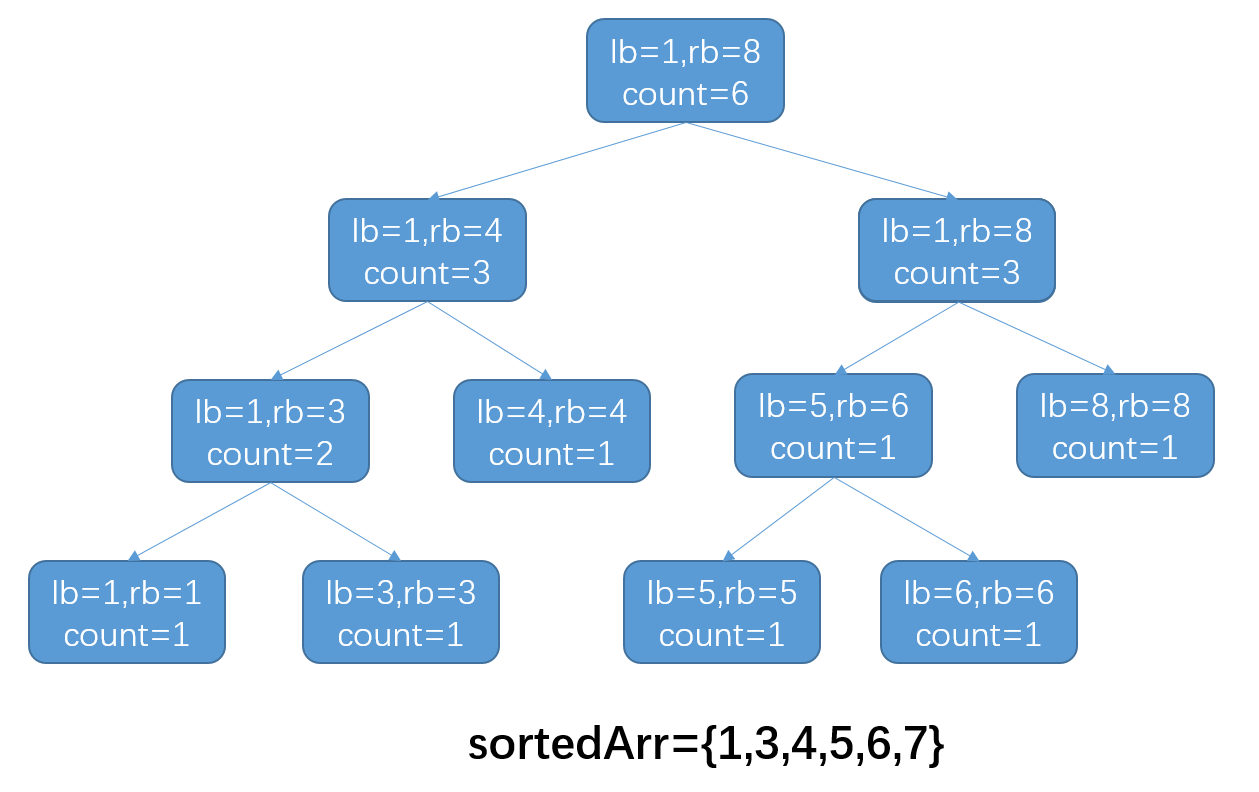 lb=1,rb=8
count=6
lb=1,rb=4
count=3
lb=1,rb=8
count=3
lb=1,rb=3
count=2
lb=4,rb=4
count=1
lb=5,rb=6
count=1
lb=8,rb=8
count=1
lb=1,rb=1
count=1
lb=3,rb=3
count=1
lb=5,rb=5
count=1
lb=6,rb=6
count=1
sortedArr={1,3,4,5,6,7}